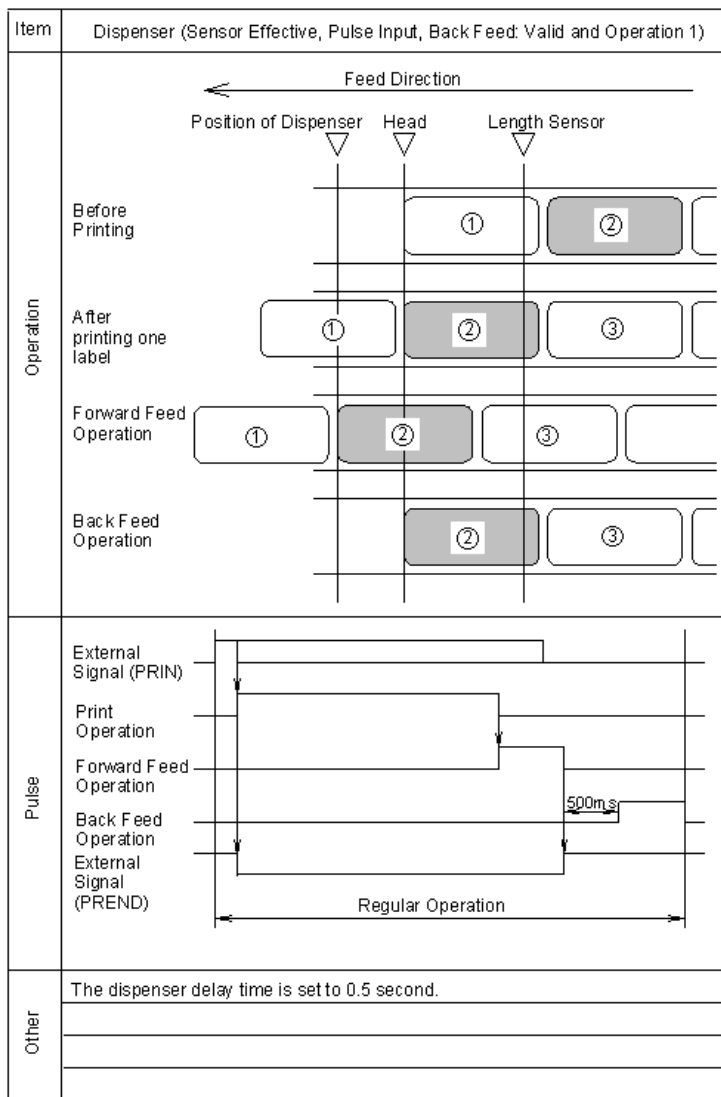 Item
Dispenser (Sensor Effective, Pulse Input, Back Feed: Valid and Operation 1)
Feed Direction
Position of Dispenser
Head
Length Sensor
Operation
Before
Printing
①
②
After
printing one
label
①
②
③
Forward Feed
Operation
①
②
③
Back Feed
Operation
②
③
Pulse
External
Signal (PRIN)
Print
Operation
Forward Feed
Operation
500m s
Back Feed
Operation
External
Signal
(PREND)
Regular Operation
Other
The dispenser delay time is set to 0.5 second.